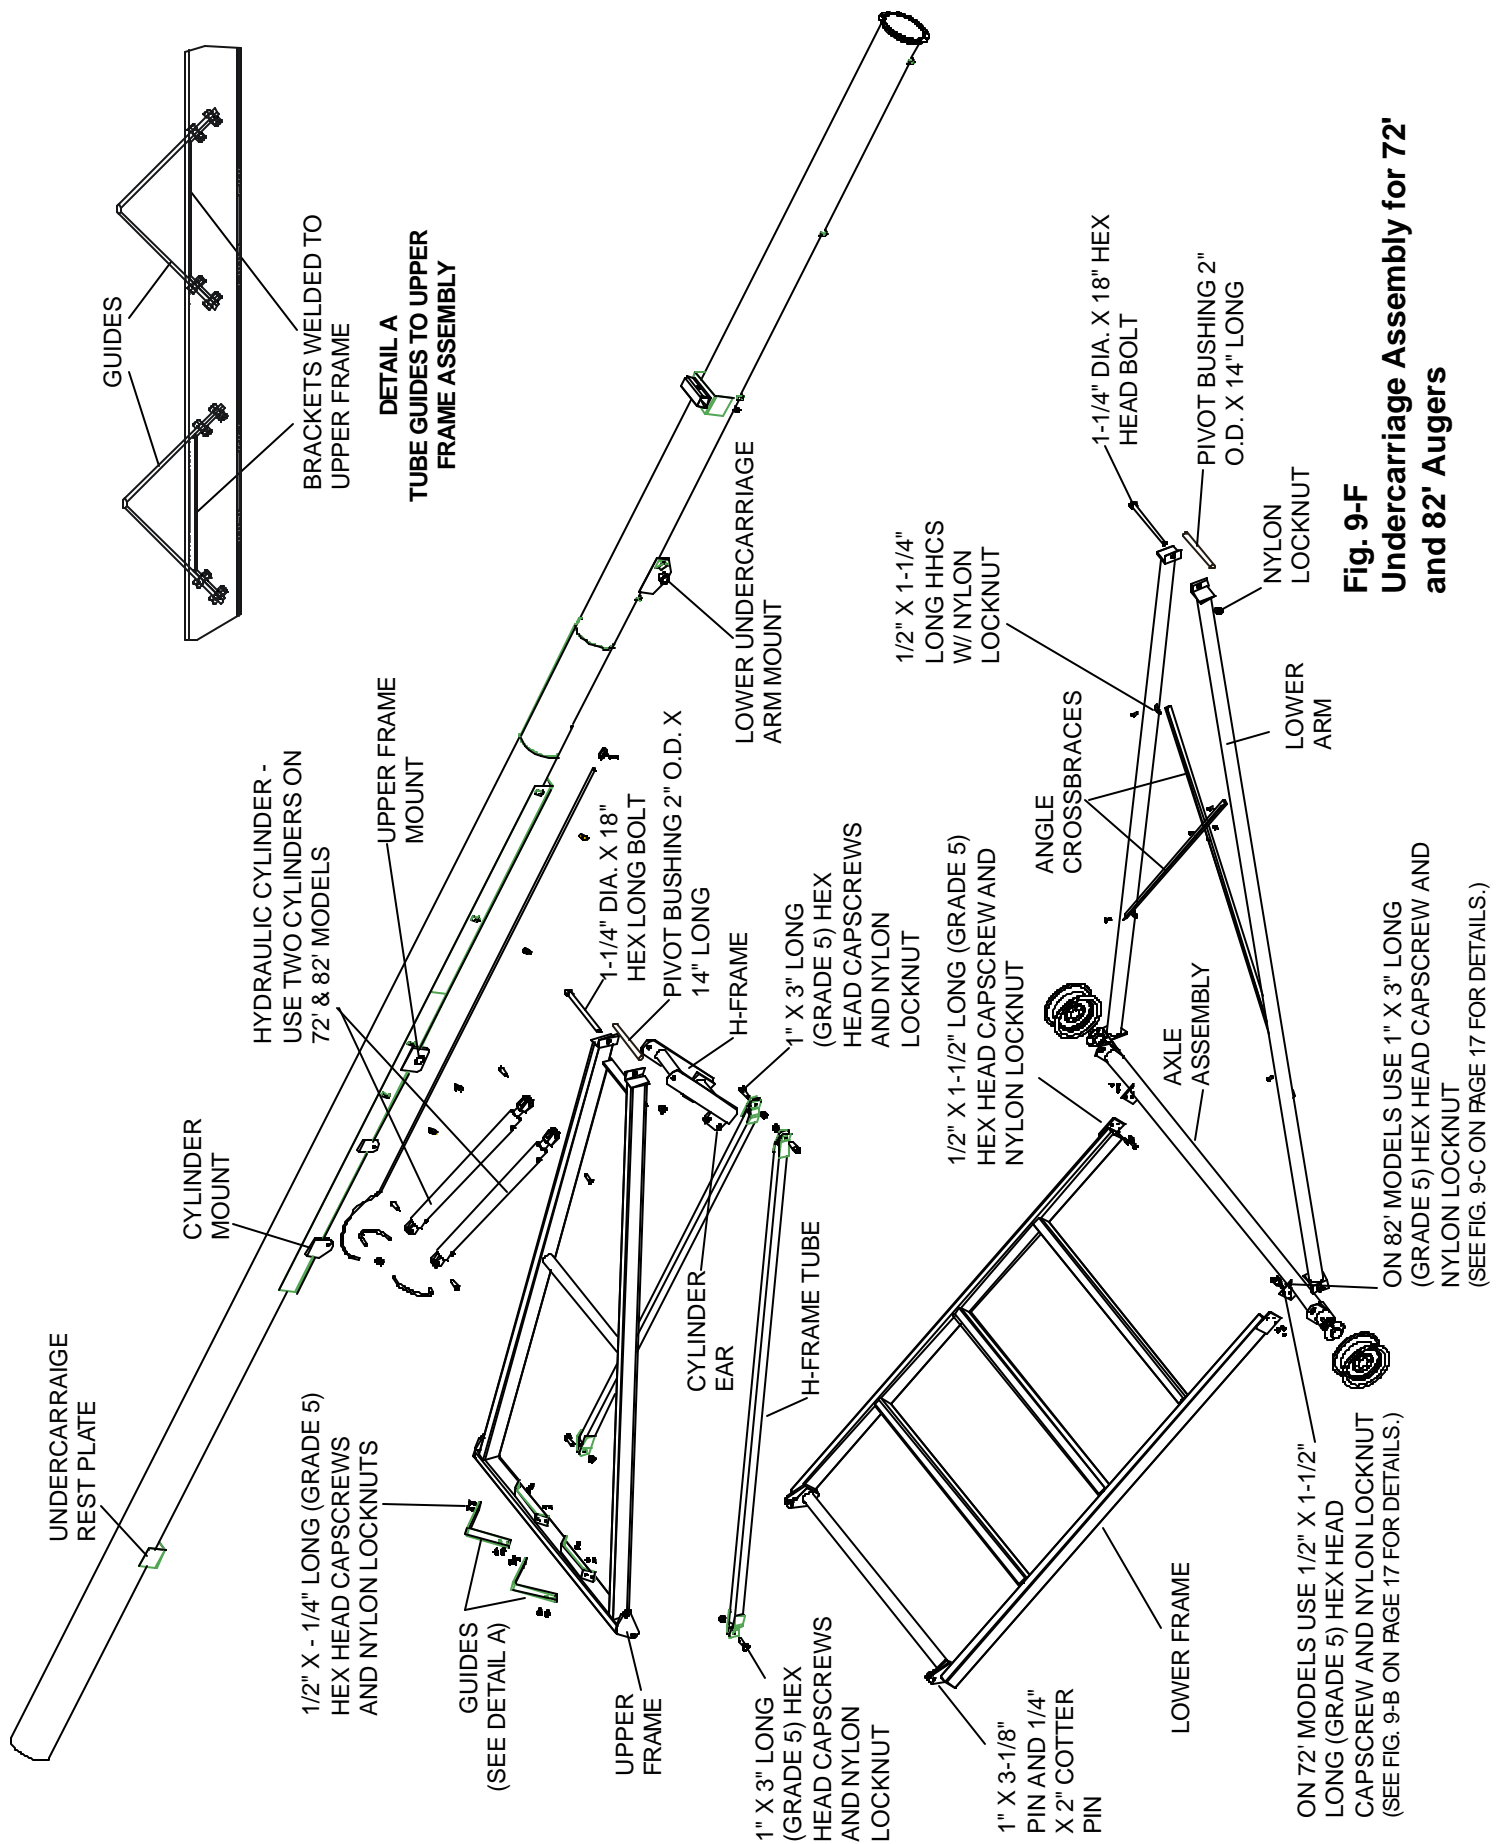 UNDERCARRAIGE
REST PLATE
CYLINDER
MOUNT
HYDRAULIC CYLINDER -
USE TWO CYLINDERS ON
72' & 82' MODELS
UPPER FRAME
MOUNT
GUIDES
BRACKETS WELDED TO
UPPER FRAME
DETAIL A
TUBE GUIDES TO UPPER
FRAME ASSEMBLY
1/2" X - 1/4" LONG (GRADE 5)
HEX HEAD CAPSCREWS
AND NYLON LOCKNUTS
GUIDES
(SEE DETAIL A)
UPPER
FRAME
1-1/4" DIA. X 18"
HEX LONG BOLT
PIVOT BUSHING 2" O.D. X
14" LONG
H-FRAME
LOWER UNDERCARRIAGE
ARM MOUNT
1" X 3" LONG
(GRADE 5) HEX
HEAD CAPSCREWS
AND NYLON
LOCKNUT
CYLINDER
EAR
H-FRAME TUBE
1" X 3" LONG
(GRADE 5) HEX
HEAD CAPSCREWS
AND NYLON
LOCKNUT
1/2" X 1-1/2" LONG (GRADE 5)
HEX HEAD CAPSCREW AND
NYLON LOCKNUT
1/2" X 1-1/4"
LONG HHCS
W/ NYLON
LOCKNUT
1-1/4" DIA. X 18" HEX
HEAD BOLT
PIVOT BUSHING 2"
O.D. X 14" LONG
NYLON
LOCKNUT
ANGLE
CROSSBRACES
LOWER
ARM
AXLE
ASSEMBLY
1" X 3-1/8"
PIN AND 1/4"
X 2" COTTER
PIN
LOWER FRAME
ON 72' MODELS USE 1/2" X 1-1/2"
LONG (GRADE 5) HEX HEAD
CAPSCREW AND NYLON LOCKNUT
(SEE FIG. 9-B ON PAGE 17 FOR DETAILS.)
ON 82' MODELS USE 1" X 3" LONG
(GRADE 5) HEX HEAD CAPSCREW AND
NYLON LOCKNUT
(SEE FIG. 9-C ON PAGE 17 FOR DETAILS.)
Fig. 9-F
Undercarriage Assembly for 72'
and 82' Augers